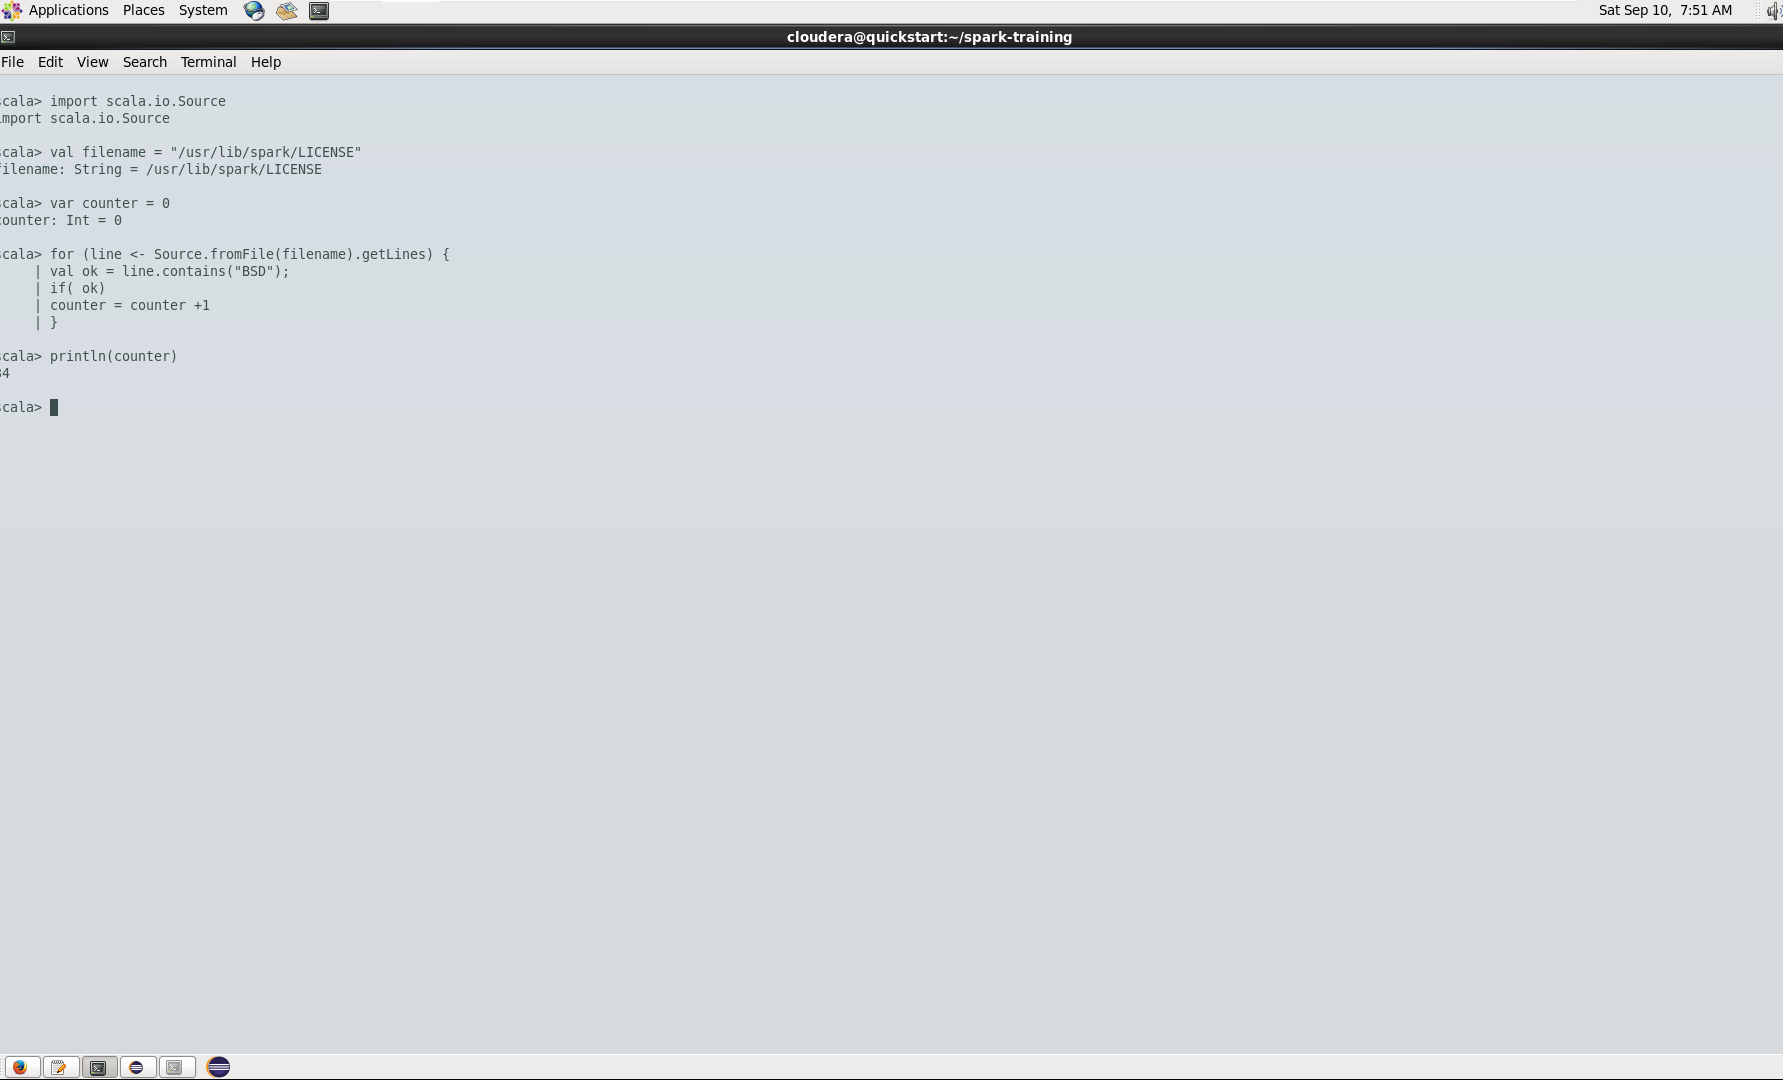 Applications Places System Sat Sep 10, 7:51 AM
cloudera@quickstart:~/spark-training
File Edit View Search Terminal Help
cala> import scala.io.Source
mport scala.io.Source
cala> val filename = "/usr/lib/spark/LICENSE"
ilename: String = /usr/lib/spark/LICENSE
cala> var counter = 0
ounter: Int = 0
cala> for (line <- Source.fromFile(filename).getLines) {
| val ok = line.contains("BSD");
| if( ok)
| counter = counter +1
| }
cala> println(counter)
34
cala>